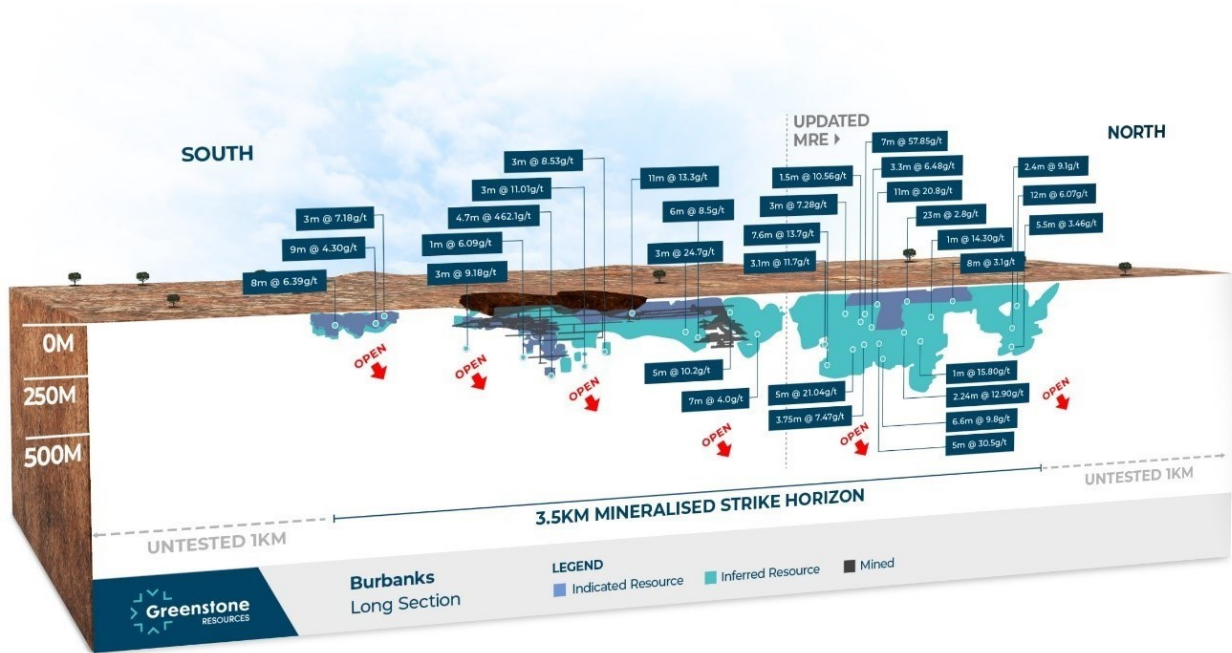 UPDATED
MRE
SOUTH
NORTH
3m @ 7.18g/t
9m @ 4.30g/t
8m @ 6.39g/t
3m @ 8.53g/t
3m @ 11.01g/t
4.7m @ 462.1g/t
1m @ 6.09g/t
3m @ 9.18g/t
11m @ 13.3g/t
6m @ 8.5g/t
3m @ 24.7g/t
7m @ 57.85g/t
3.3m @ 6.48g/t
1.5m @ 10.56g/t
11m @ 20.8g/t
3m @ 7.28g/t
23m @ 2.8g/t
7.6m @ 13.7g/t
1m @ 14.30g/t
3.1m @ 11.7g/t
8m @ 3.1g/t
2.4m @ 9.1g/t
12m @ 6.07g/t
5.5m @ 3.46g/t
0M
250M
500M
OPEN
OPEN
OPEN
OPEN
OPEN
OPEN
5m @ 10.2g/t
7m @ 4.0g/t
5m @ 21.04g/t
3.75m @ 7.47g/t
1m @ 15.80g/t
2.24m @ 12.90g/t
6.6m @ 9.8g/t
5m @ 30.5g/t
UNTESTED 1KM
3.5KM MINERALISED STRIKE HORIZON
UNTESTED 1KM
Greenstone
RESOURCES
Burbanks
Long Section
LEGEND
Indicated Resource
Inferred Resource
Mined